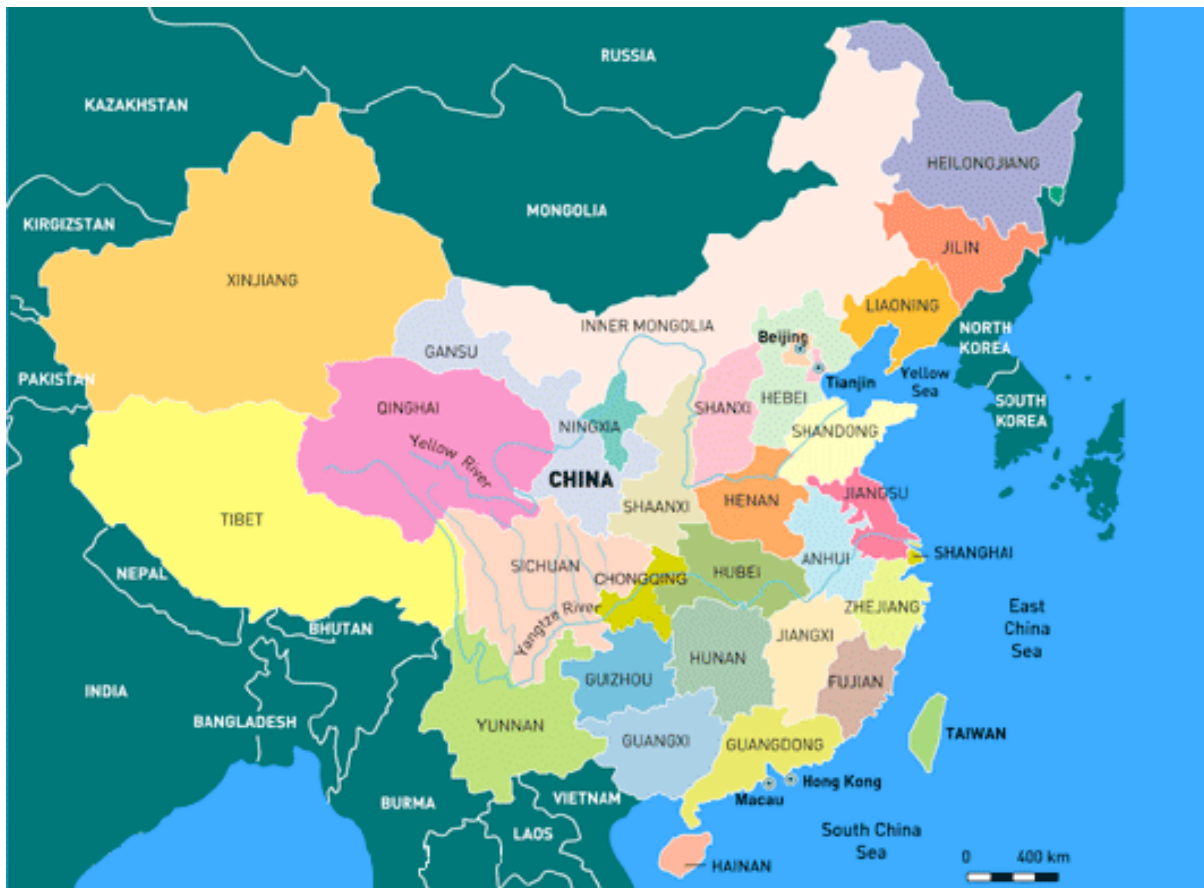 RUSSIA
KAZAKHSTAN
HEILONGJIANG
MONGOLIA
KIRGIZSTAN
JILIN
XINJIANG
LIAONING
INNER MONGOLIA
NORTH
KOREA
Beijing
GANSU
Yellow
Sea
Tianjin
PAKISTAN
QINGHAI
SHANXI
HEBEI
SOUTH
KOREA
NINGXIA
SHANDONG
Yellow River
CHINA
JIANGSU
HENAN
SHAANXI
TIBET
SHANGHAI
ANHUI
SICHUAN
HUBEI
CHONGQING
NEPAL
ZHEJIANG
East
China
Sea
Yangtze River
BHUTAN
JIANGXI
HUNAN
GUIZHOU
FUJIAN
INDIA
BANGLADESH
YUNNAN
TAIWAN
GUANGXI
GUANGDONG
Hong Kong
Macau
BURMA
VIETNAM
LAOS
South China
Sea
0 400 km
HAINAN